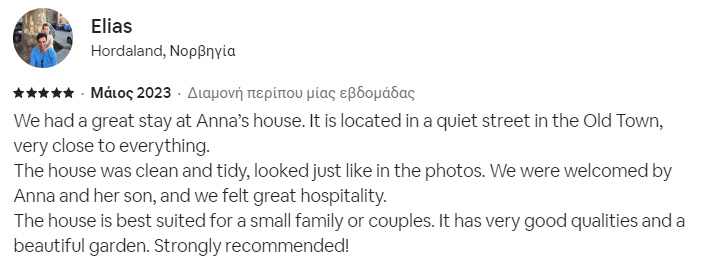 Elias
Hordaland, Νορβηγία
★★★★★ · Μάιος 2023 · Διαμονή περίπου μίας εβδομάδας
We had a great stay at Anna's house. It is located in a quiet street in the Old Town,
very close to everything.
The house was clean and tidy, looked just like in the photos. We were welcomed by
Anna and her son, and we felt great hospitality.
The house is best suited for a small family or couples. It has very good qualities and a
beautiful garden. Strongly recommended!